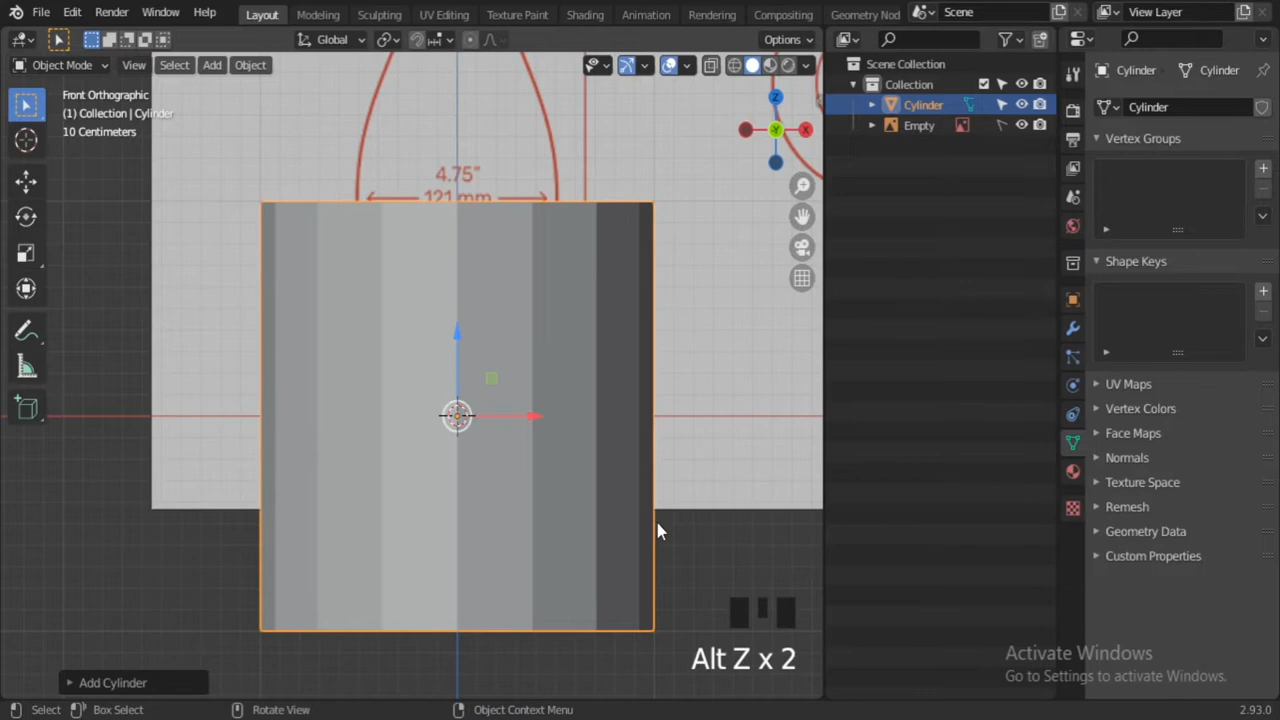 File Edit Render Window Help Layout Modeling Sculpting UV Editing Texture Paint Shading Animation Rendering Compositing Geometry Nod Scene View Layer
Global Options
Object Mode View Select Add Object
Front Orthographic
(1) Collection | Cylinder
10 Centimeters
4.75"
121 mm
Z
Y
X
Scene Collection
Collection
Cylinder
Empty
Cylinder Cylinder
Cylinder
Vertex Groups
Shape Keys
UV Maps
Vertex Colors
Face Maps
Normals
Texture Space
Remesh
Geometry Data
Custom Properties
Alt Z x 2
Activate Windows
Go to Settings to activate Windows.
Add Cylinder
Select Box Select Rotate View Object Context Menu 2.93.0